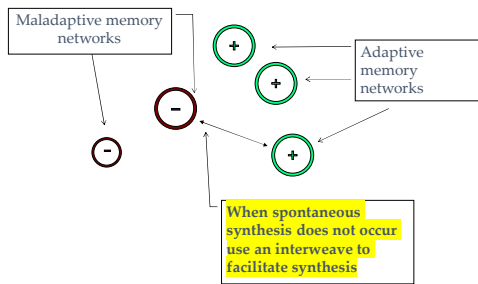 Maladaptive memory
networks
+
+
Adaptive
memory
networks
-
-
+
When spontaneous
synthesis does not occur
use an interweave to
facilitate synthesis